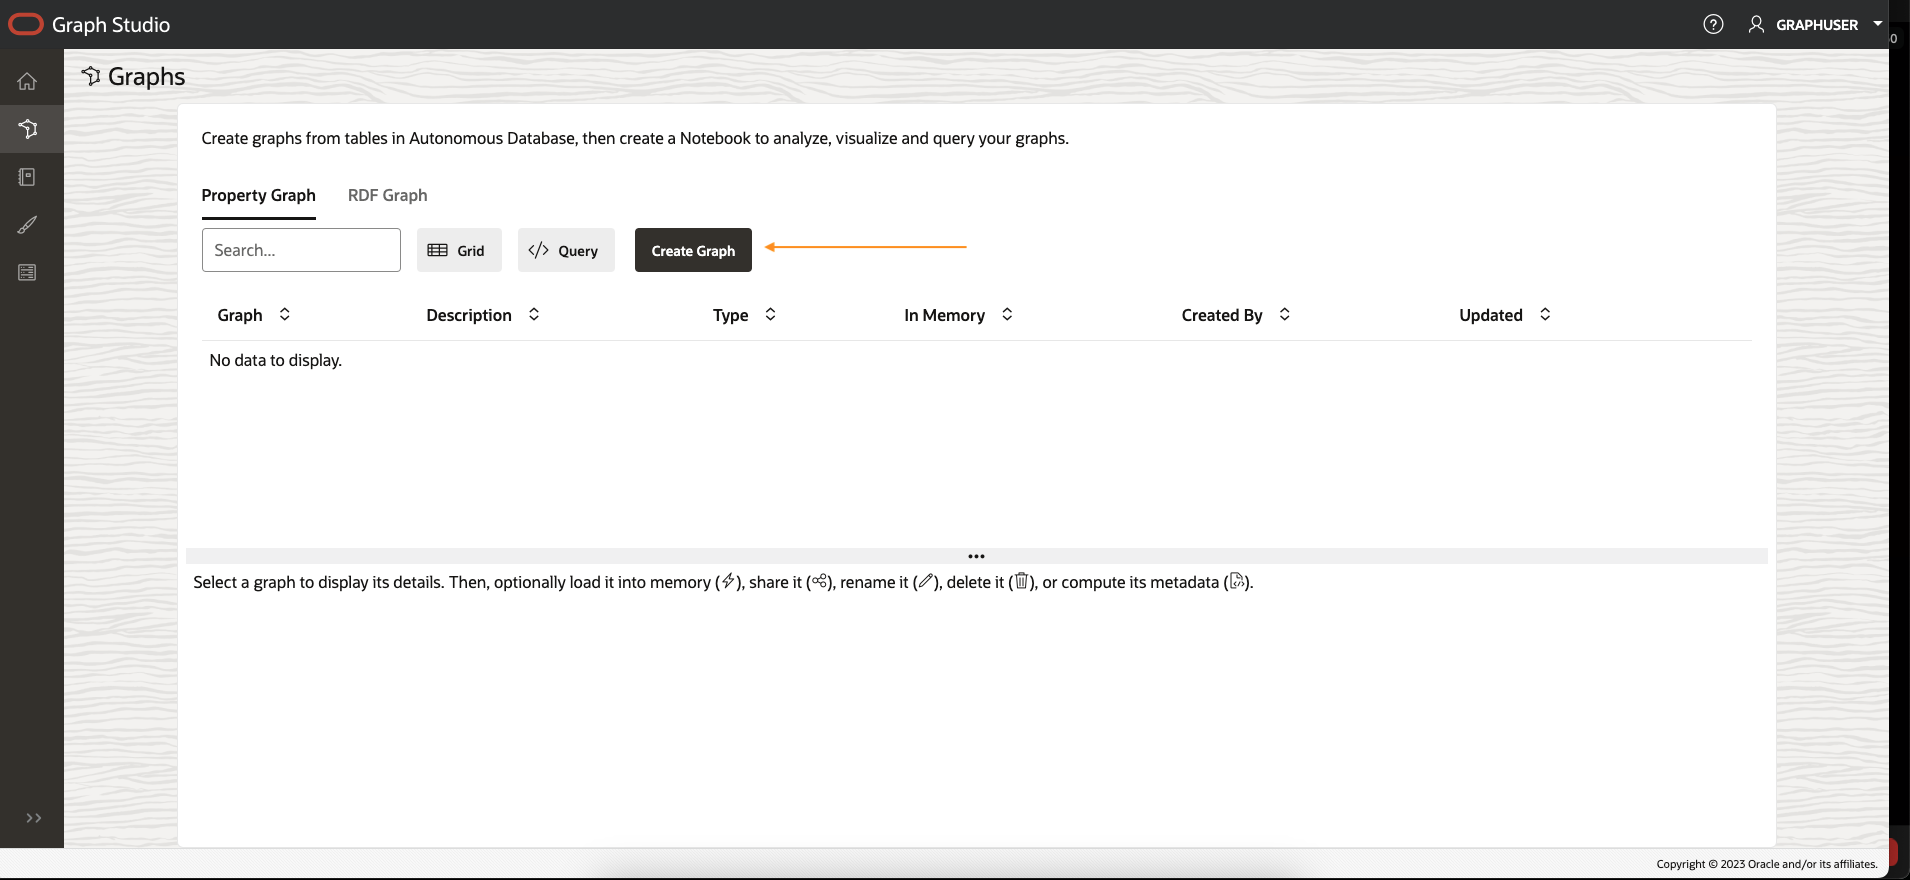 Graph Studio
GRAPHUSER
Graphs
Create graphs from tables in Autonomous Database, then create a Notebook to analyze, visualize and query your graphs.
Property Graph RDF Graph
Search... Grid </> Query Create Graph
Graph Description Type In Memory Created By Updated
No data to display.
Select a graph to display its details. Then, optionally load it into memory (), share it (), rename it (), delete it (), or compute its metadata ().
Copyright © 2023 Oracle and/or its affiliates.